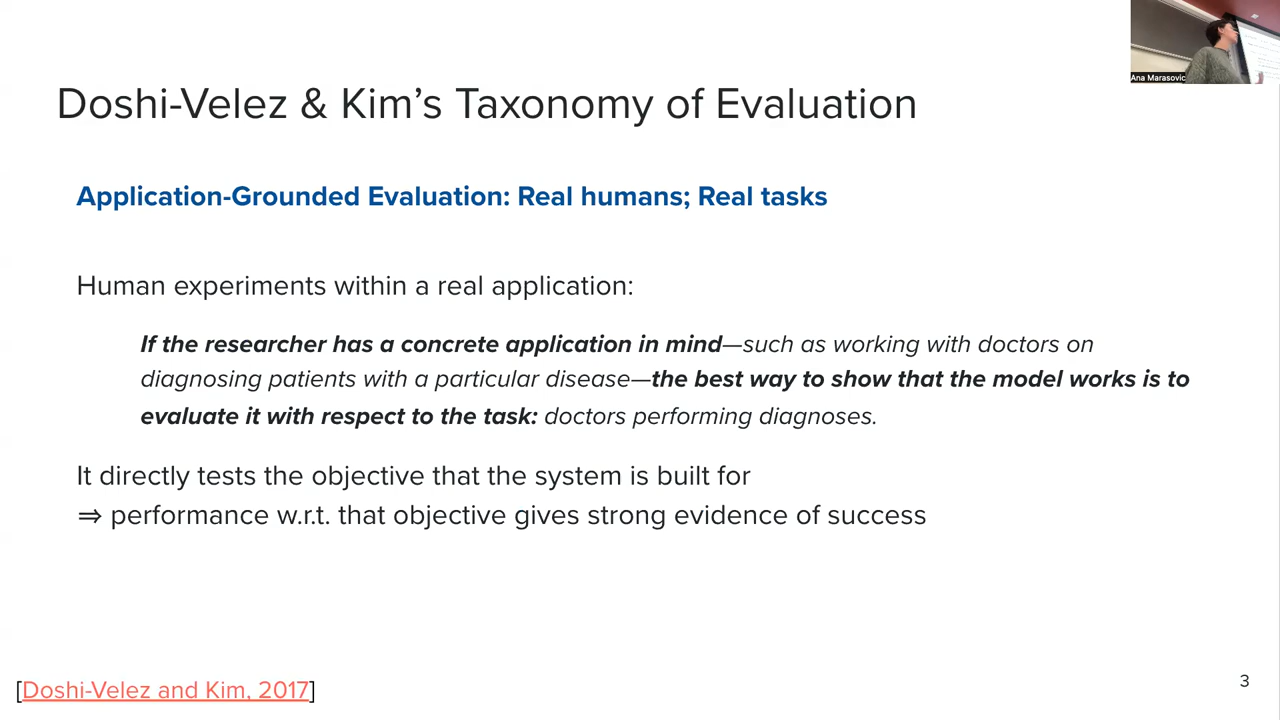 Ana Marasovic
Doshi-Velez & Kim’s Taxonomy of Evaluation
Application-Grounded Evaluation: Real humans; Real tasks
Human experiments within a real application:
If the researcher has a concrete application in mind—such as working with doctors on
diagnosing patients with a particular disease—the best way to show that the model works is to
evaluate it with respect to the task: doctors performing diagnoses.
It directly tests the objective that the system is built for
⇒ performance w.r.t. that objective gives strong evidence of success
[Doshi-Velez and Kim, 2017]
3